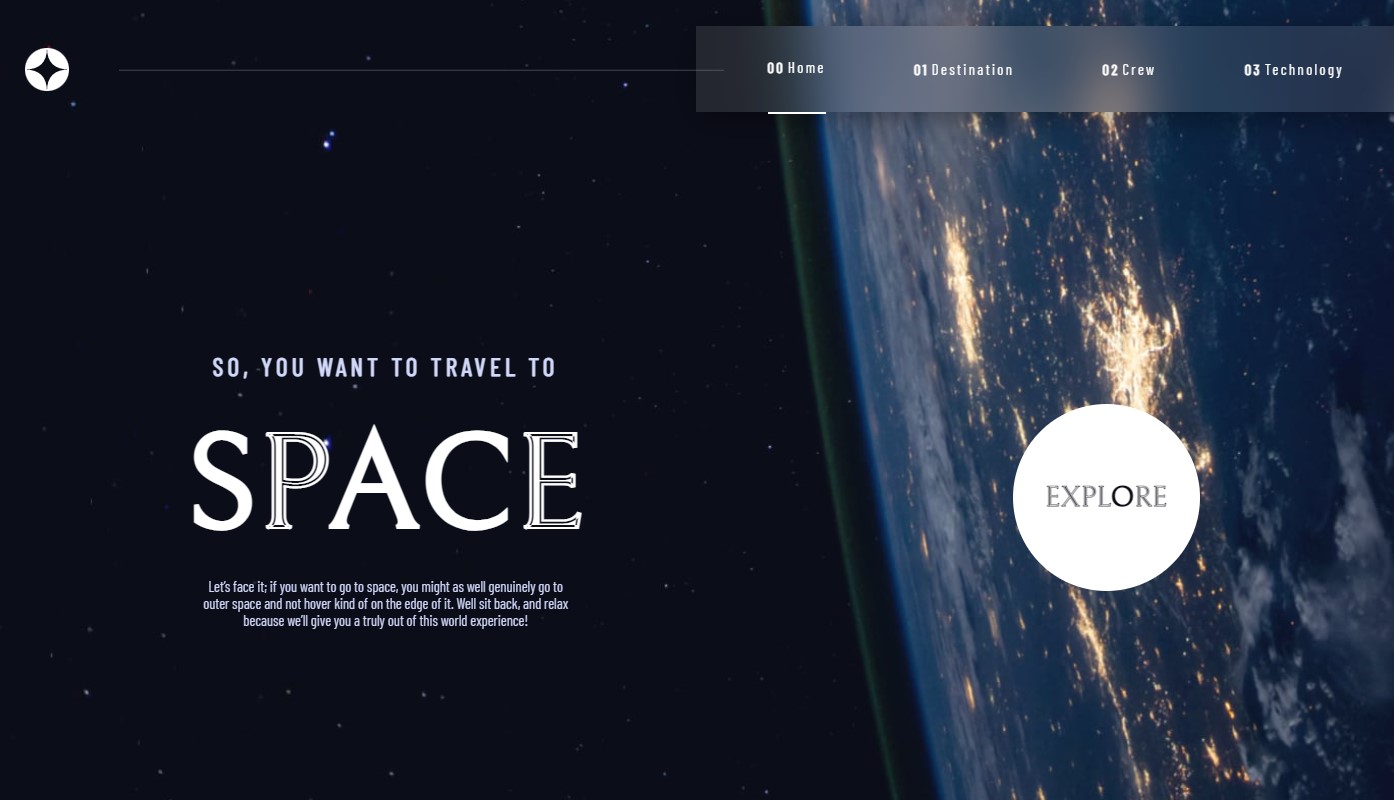 00 Home 01 Destination 02 Crew 03 Technology
SO, YOU WANT TO TRAVEL TO
SPACE
Let's face it; if you want to go to space, you might as well genuinely go to
outer space and not hover kind of on the edge of it. Well sit back, and relax
because we'll give you a truly out of this world experience!
EXPLORE